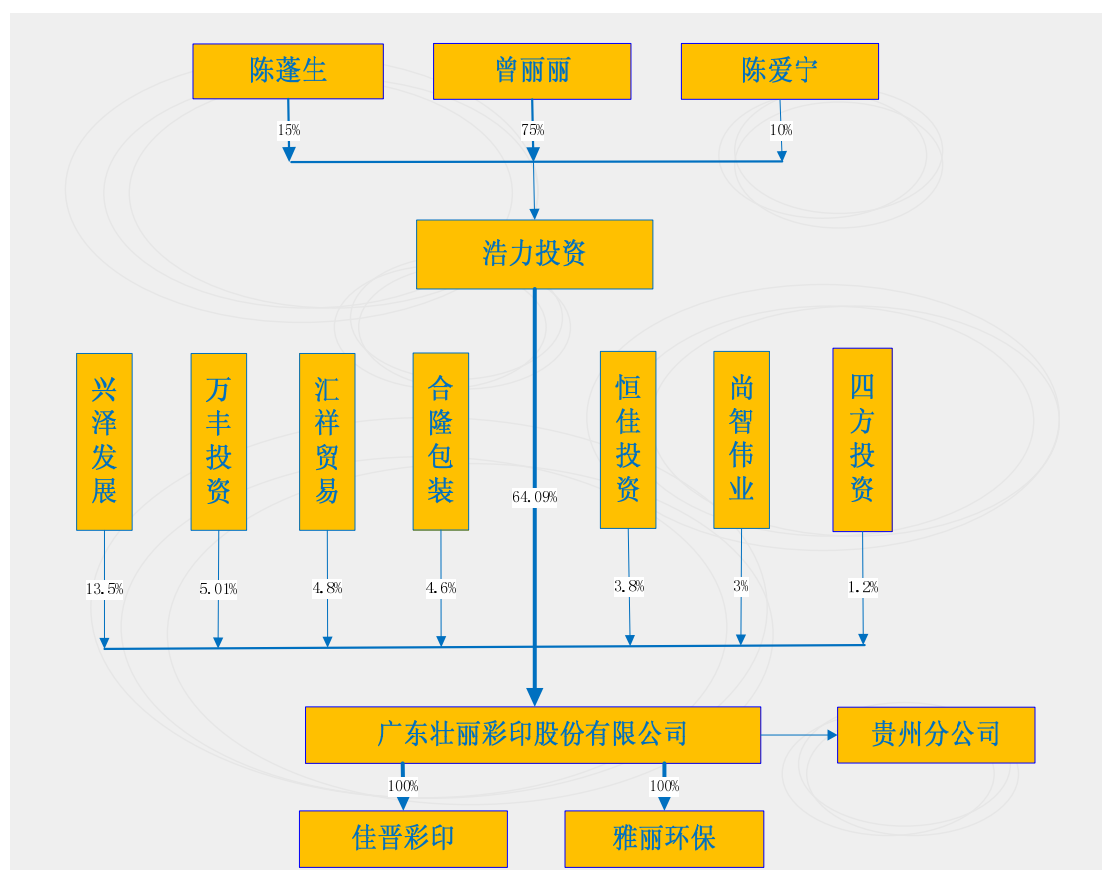 陈蓬生
曾丽丽
陈爱宁
15%
75%
10%
浩力投资
兴泽发展
万丰投资
汇祥贸易
合隆包装
恒佳投资
尚智伟业
四方投资
64.09%
13.5%
5.01%
4.8%
4.6%
3.8%
3%
1.2%
广东壮丽彩印股份有限公司
贵州分公司
100%
100%
佳晋彩印
雅丽环保